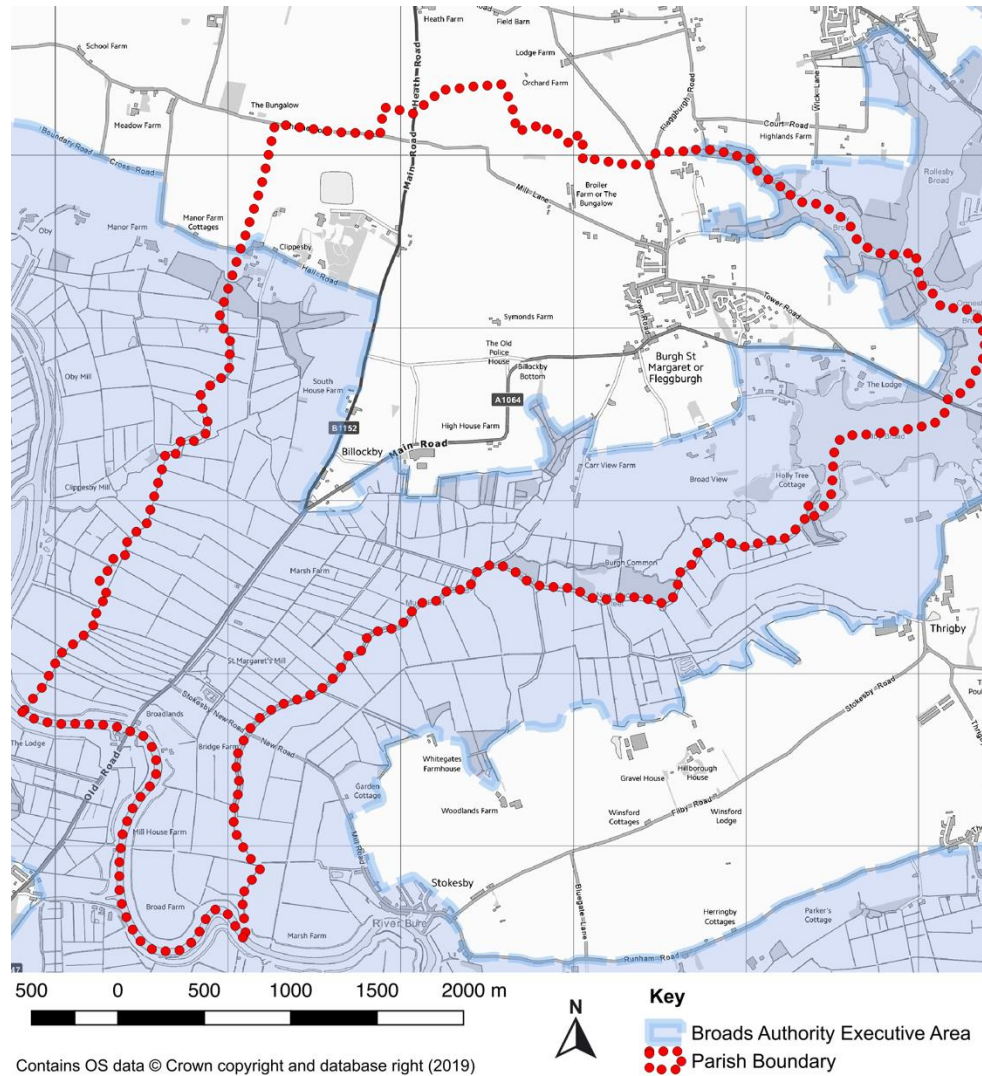 Heath Farm
Field Barn
School Farm
Lodge Farm
The Bungalow
Orchard Farm
Heath Road
Fleggburgh Road
Wick Lane
Meadow Farm
Court Road
Highlands Farm
Boundary Road
Cross Road
Main Road
Mill Lane
Broiler
Farm or The
Bungalow
Rollesby
Broad
Manor Farm
Cottages
Oby
Manor Farm
Clippesby
Hall Road
Symonds Farm
Town Road
Tower Road
The Old
Police
House
Billockby
Bottom
Burgh St
Margaret or
Fleggburgh
Oby Mill
South
House Farm
A1064
The Lodge
B1152
High House Farm
Billockby
Main Road
Carr View Farm
Broad View
Holly Tree
Cottage
Clippesby Mill
Marsh Farm
Burgh Common
Thrigby
St Margaret's Mill
Stokesby New Road
Stokesby Road
Broadlands
The Lodge
Bridge Farm
New Road
Old Road
Whitegates
Farmhouse
Gravel House
Hillborough
House
Garden
Cottage
Woodlands Farm
Winsford
Cottages
Filby Road
Winsford
Lodge
Mill House Farm
Mill Road
Stokesby
Broad Farm
River Bure
Bluegate Lane
Herringby
Cottages
Parker's
Cottage
Marsh Farm
Runham Road
500 0 500 1000 1500 2000 m
N
Key
Broads Authority Executive Area
Parish Boundary
Contains OS data © Crown copyright and database right (2019)